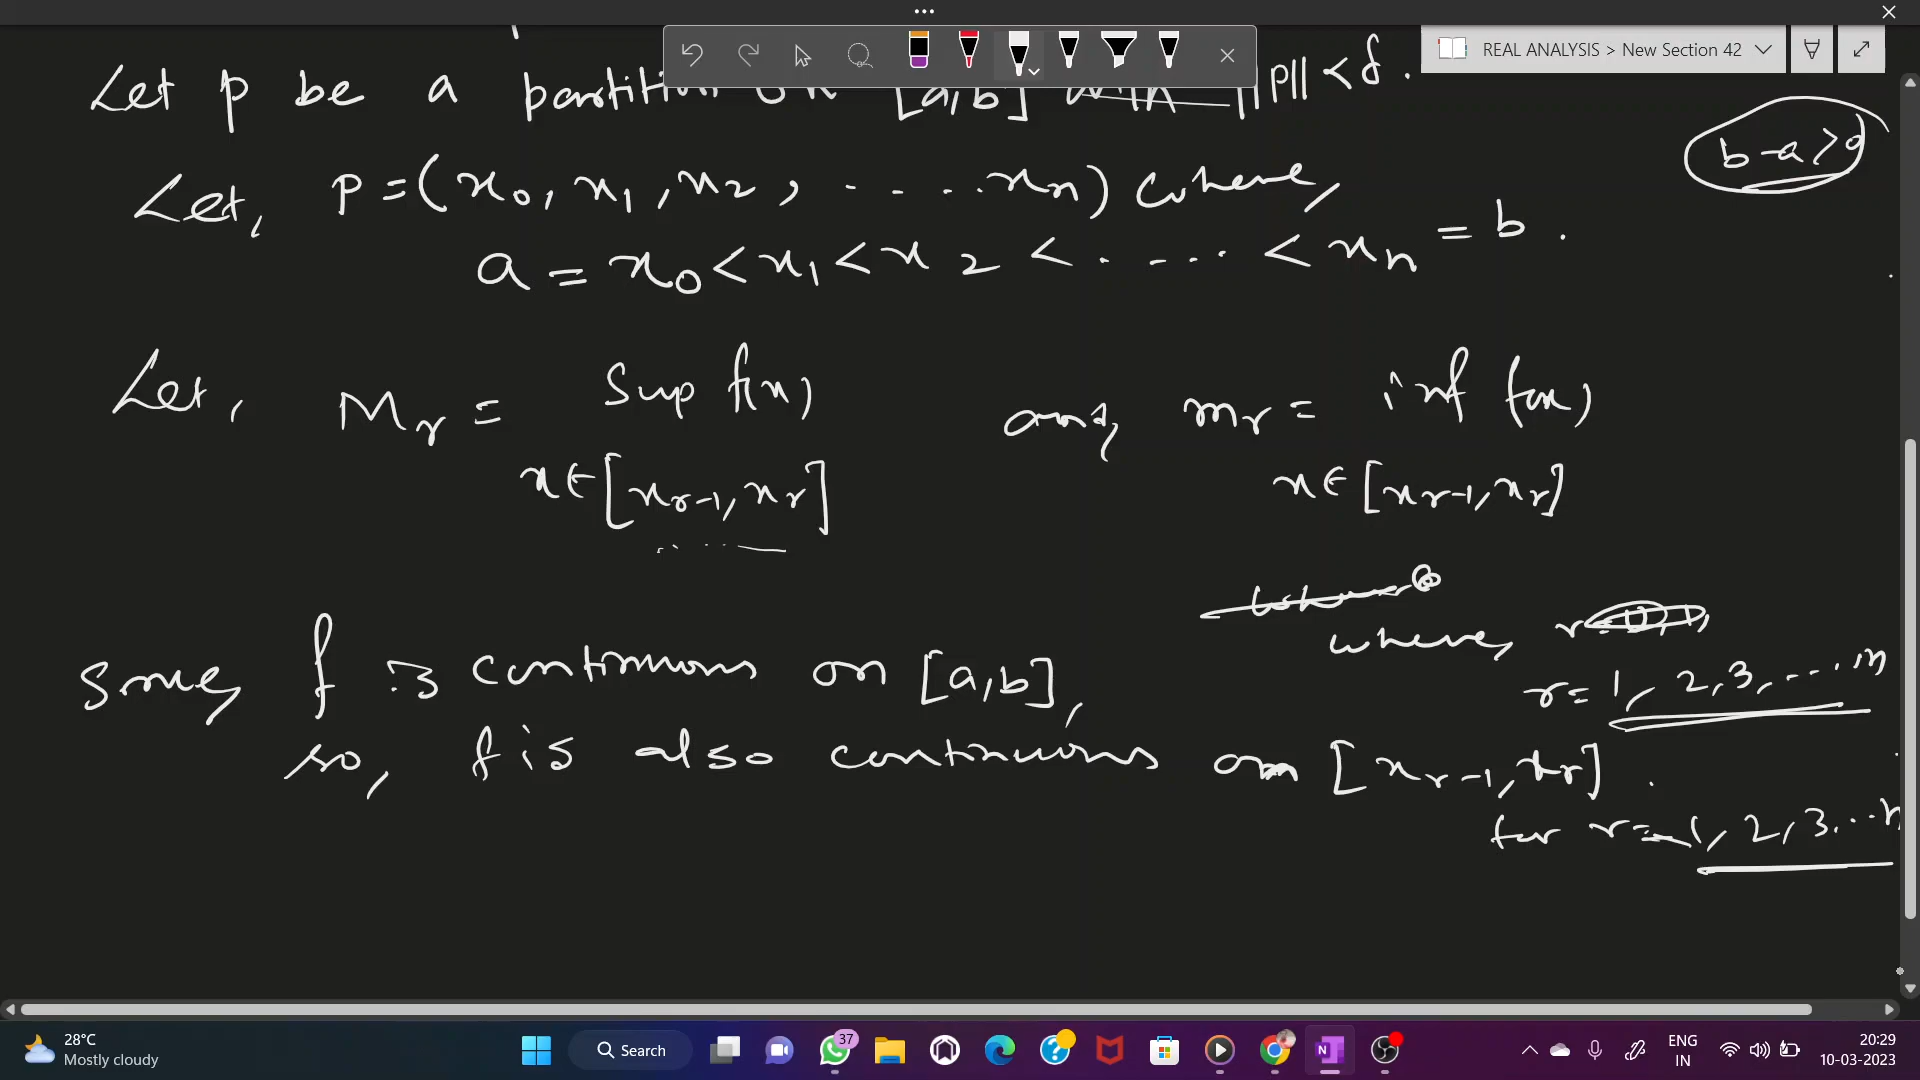 REAL ANALYSIS > New Section 42
Let p be a partition on [a,b] with ||p|| < δ.
b-a>0
Let, P = (x₀, x₁, x₂, ..... xₙ) where,
a = x₀ < x₁ < x₂ < ..... < xₙ = b.
Let, Mᵣ = Sup f(x) and mᵣ = inf f(x)
x∈[xᵣ₋₁, xᵣ] x∈[xᵣ₋₁, xᵣ]
where, r
r = 1, 2, 3, ....., n
Since, f is continuous on [a,b],
so, f is also continuous on [xᵣ₋₁, xᵣ].
for r = 1, 2, 3, ...n
28°C
Mostly cloudy
Search
37
ENG
IN
20:29
10-03-2023